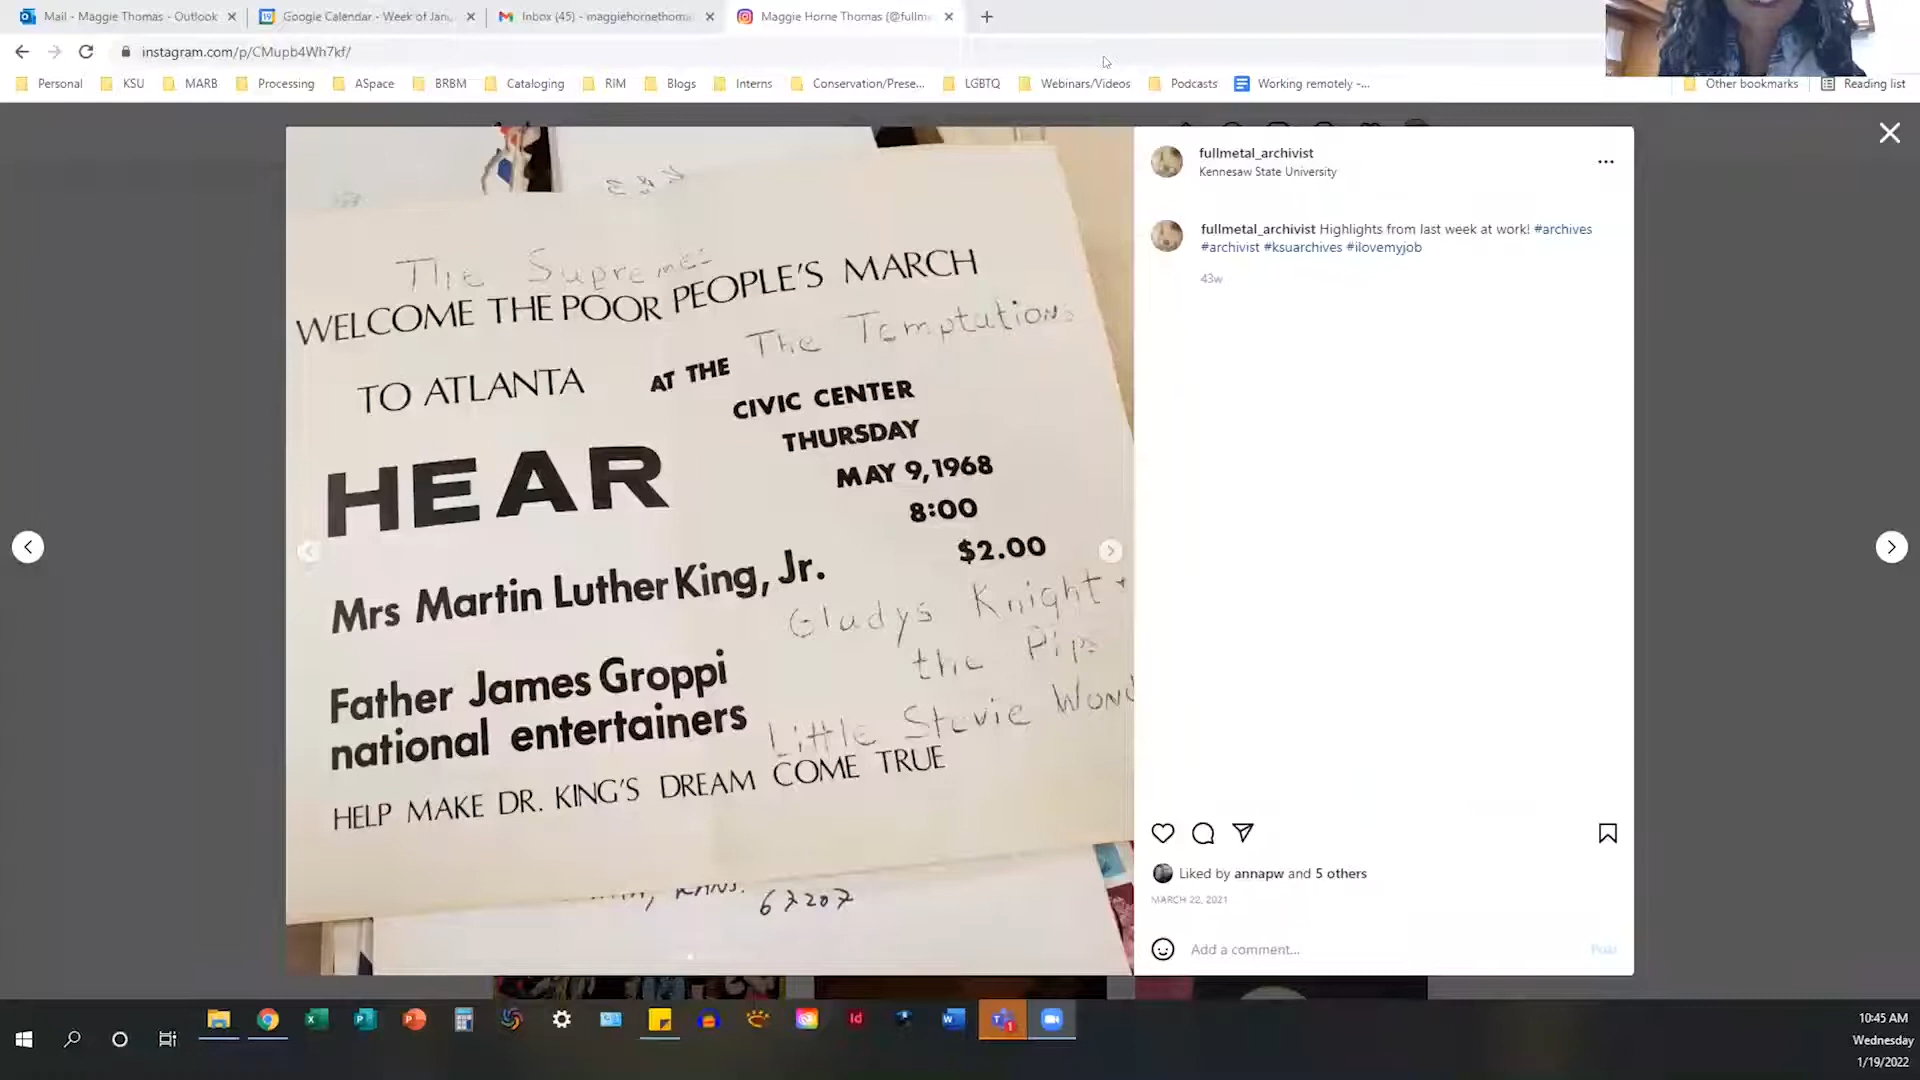 Mail - Maggie Thomas - Outlook
Google Calendar - Week of Janu
Inbox (45) - maggiehornethoma
Maggie Horne Thomas (@fullme
instagram.com/p/CMupb4Wh7kf/
Personal
KSU
MARB
Processing
ASpace
BRBM
Cataloging
RIM
Blogs
Interns
Conservation/Prese...
LGBTQ
Webinars/Videos
Podcasts
Working remotely -...
Other bookmarks
Reading list
The Supremes
WELCOME THE POOR PEOPLE'S MARCH
The Temptations
TO ATLANTA AT THE
CIVIC CENTER
THURSDAY
MAY 9, 1968
8:00
$2.00
HEAR
Mrs Martin Luther King, Jr.
Gladys Knight +
the Pips
Father James Groppi
national entertainers
Little Stevie Wond
HELP MAKE DR. KING'S DREAM COME TRUE
67207
fullmetal_archivist
Kennesaw State University
fullmetal_archivist Highlights from last week at work! #archives
#archivist #ksuarchives #ilovemyjob
43w
Liked by annapw and 5 others
MARCH 22, 2021
Add a comment...
Post
10:45 AM
Wednesday
1/19/2022